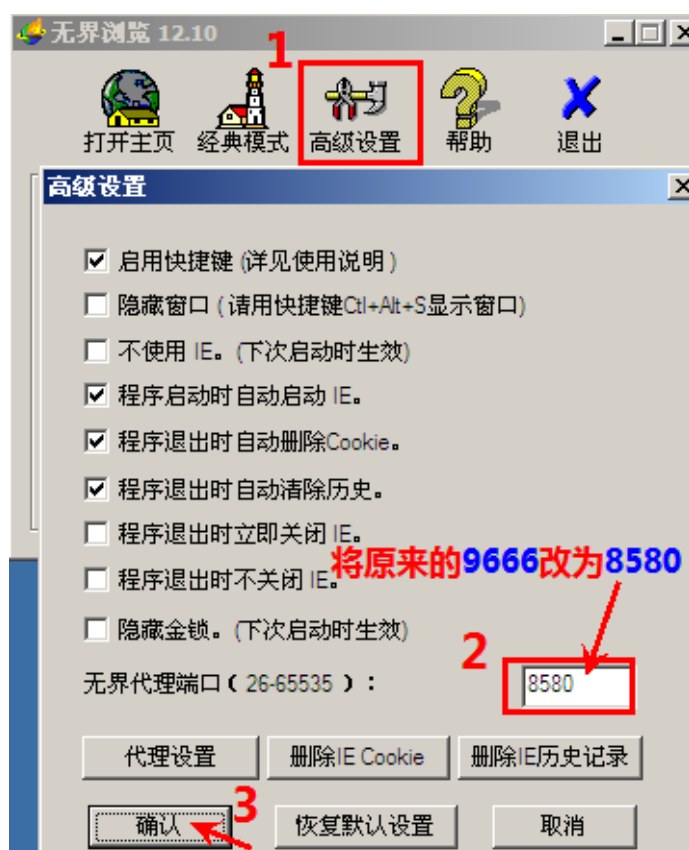 无界浏览 12.10
1
打开主页 经典模式 高级设置 帮助 退出
高级设置
启用快捷键 (详见使用说明)
隐藏窗口 (请用快捷键Ctl+Alt+S显示窗口)
不使用 IE。(下次启动时生效)
程序启动时自动启动 IE。
程序退出时自动删除Cookie。
程序退出时自动清除历史。
程序退出时立即关闭 IE。
将原来的9666改为8580
程序退出时不关闭 IE。
隐藏金锁。(下次启动时生效)
2
无界代理端口 ( 26-65535 ) : 8580
代理设置 删除IE Cookie 删除IE历史记录
3
确认 恢复默认设置 取消